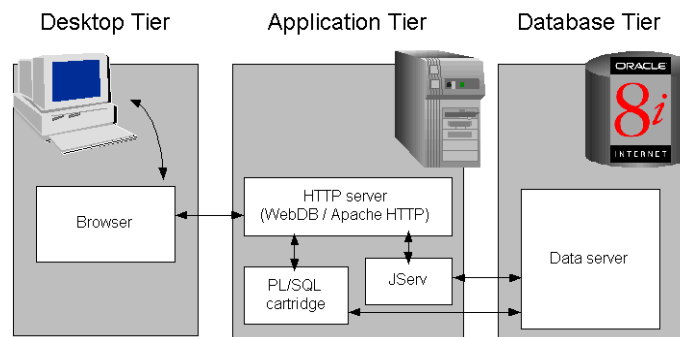 Desktop Tier
Application Tier
Database Tier
ORACLE
8i
INTERNET
Browser
HTTP server
(WebDB / Apache HTTP)
PL/SQL
cartridge
JServ
Data server